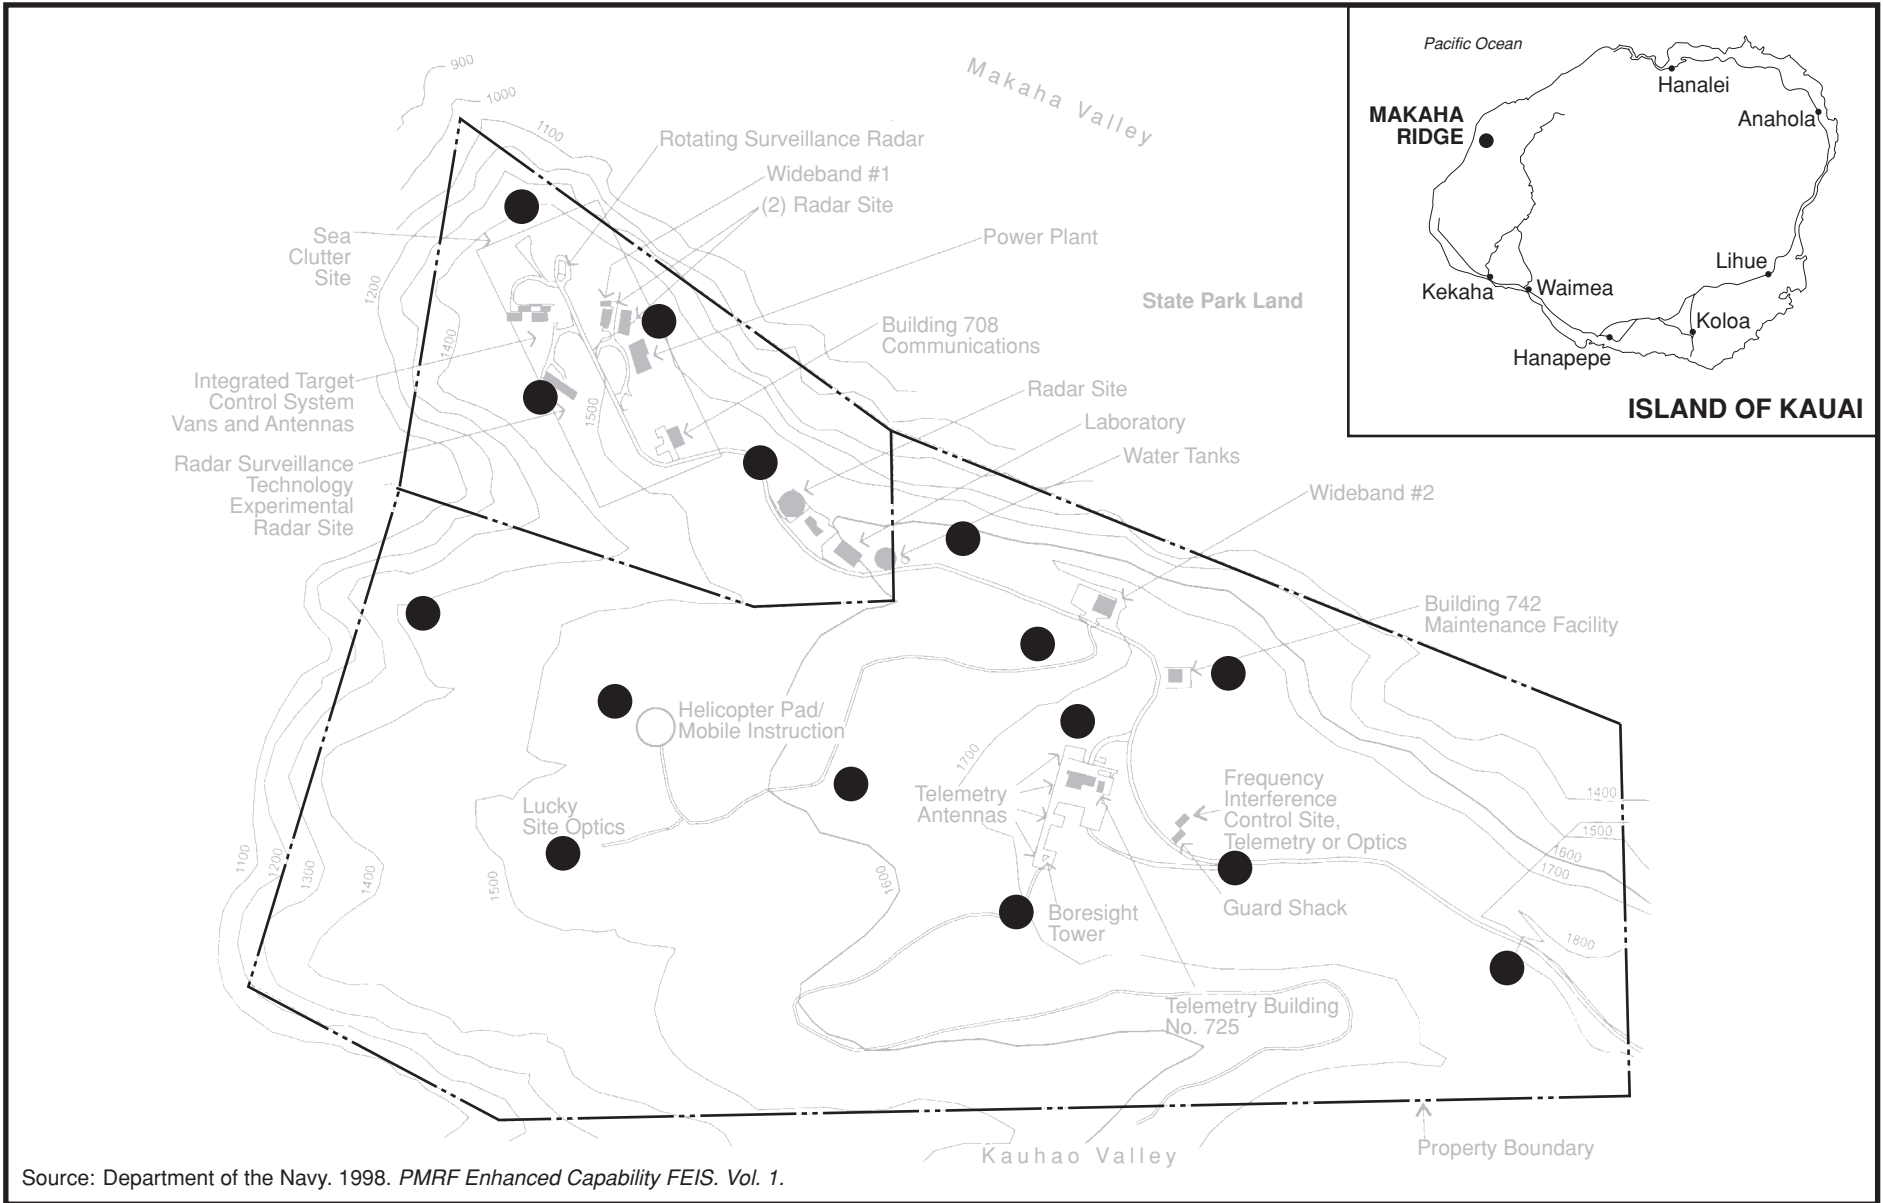 900
1000
1100
Makaha Valley
Rotating Surveillance Radar
Wideband #1
(2) Radar Site
Power Plant
Sea
Clutter
Site
1200
1400
State Park Land
Building 708
Communications
Integrated Target
Control System
Vans and Antennas
1500
Radar Site
Laboratory
Water Tanks
Radar Surveillance
Technology
Experimental
Radar Site
Wideband #2
Building 742
Maintenance Facility
Helicopter Pad/
Mobile Instruction
1700
Telemetry
Antennas
Frequency
Interference
Control Site,
Telemetry or Optics
Lucky
Site Optics
1400
1500
1600
1700
1100
1200
1300
1400
1500
1600
Guard Shack
Boresight
Tower
1800
Telemetry Building
No. 725
Kauhao Valley
Property Boundary
Source: Department of the Navy. 1998. PMRF Enhanced Capability FEIS. Vol. 1.
Pacific Ocean
Hanalei
MAKAHA
RIDGE
Anahola
Lihue
Kekaha
Waimea
Koloa
Hanapepe
ISLAND OF KAUAI